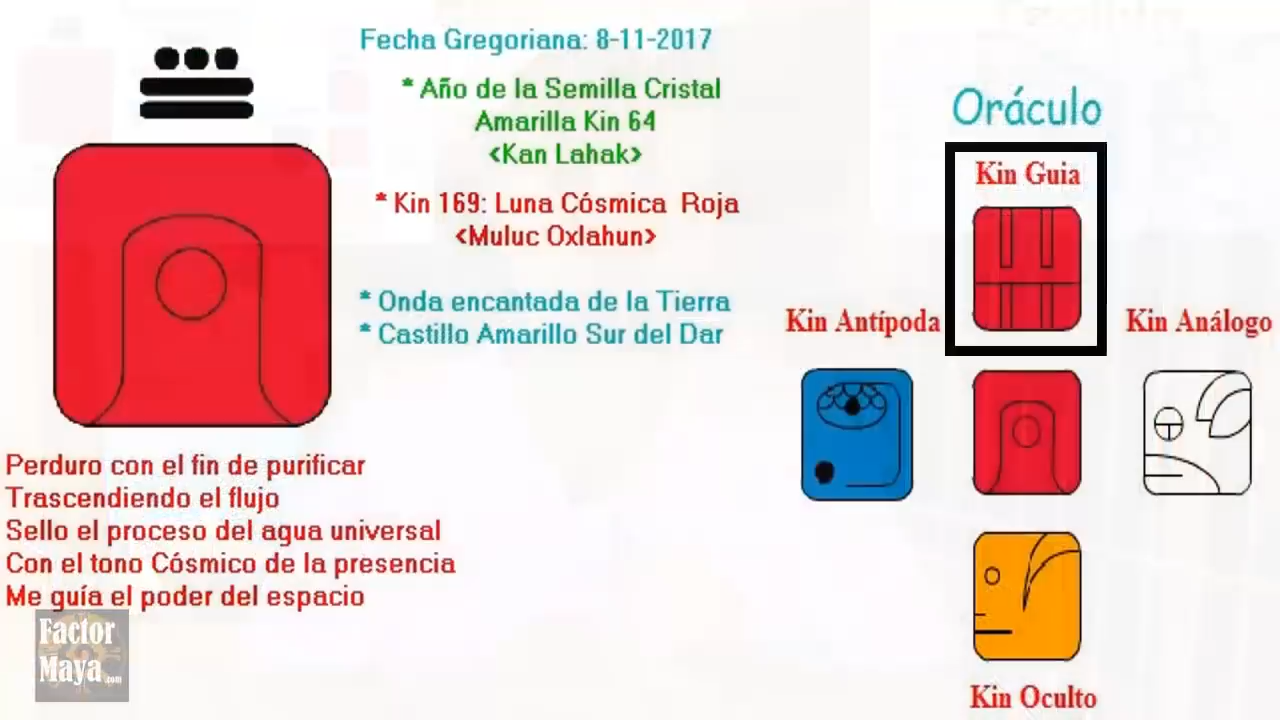 Fecha Gregoriana: 8-11-2017
* Año de la Semilla Cristal
Amarilla Kin 64
<Kan Lahak>
* Kin 169: Luna Cósmica Roja
<Muluc Oxlahun>
* Onda encantada de la Tierra
* Castillo Amarillo Sur del Dar
Perduro con el fin de purificar
Trascendiendo el flujo
Sello el proceso del agua universal
Con el tono Cósmico de la presencia
Me guía el poder del espacio
Factor
Maya.com
Oráculo
Kin Guia
Kin Antípoda
Kin Análogo
Kin Oculto